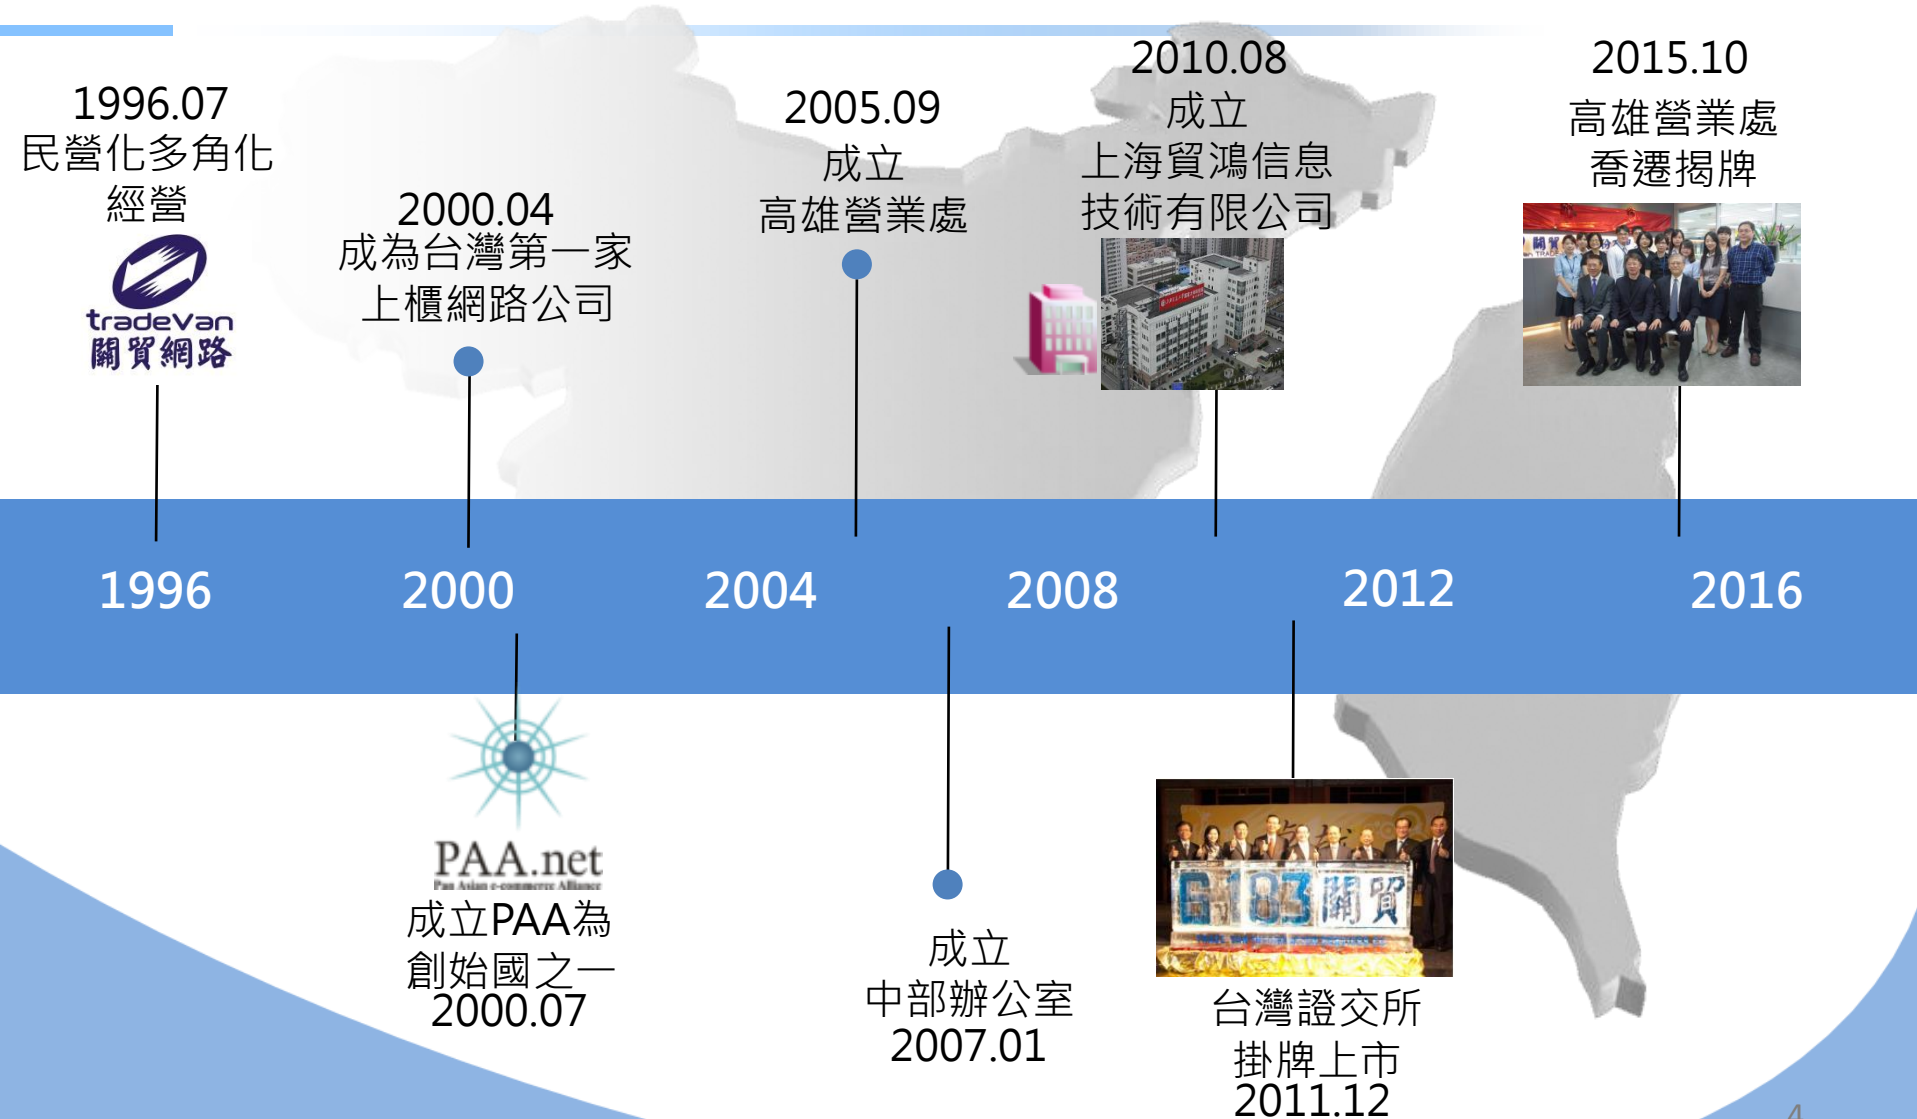 1996.07
民營化多角化
經營
tradeVan
關貿網路
2000.04
成為台灣第一家
上櫃網路公司
2005.09
成立
高雄營業處
2010.08
成立
上海貿鴻信息
技術有限公司
2015.10
高雄營業處
喬遷揭牌
1996
2000
2004
2008
2012
2016
PAA.net
Pan Asian e-commerce Alliance
成立PAA為
創始國之一
2000.07
成立
中部辦公室
2007.01
6183關貿
台灣證交所
掛牌上市
2011.12
4